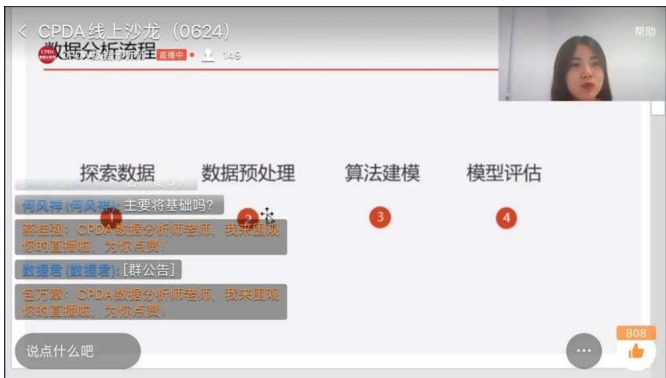 CPDA线上沙龙（0624）
帮助
数据分析流程
直播中
149
探索数据
数据预处理
算法建模
模型评估
何风祥(何风祥): 主要将基础吗?
1
2
3
4
CPDA数据分析师老师，我来围观
你的直播啦，为你点赞!
数据君(数据君): [群公告]
CPDA数据分析师老师，我来围观
你的直播啦，为你点赞!
说点什么吧
808